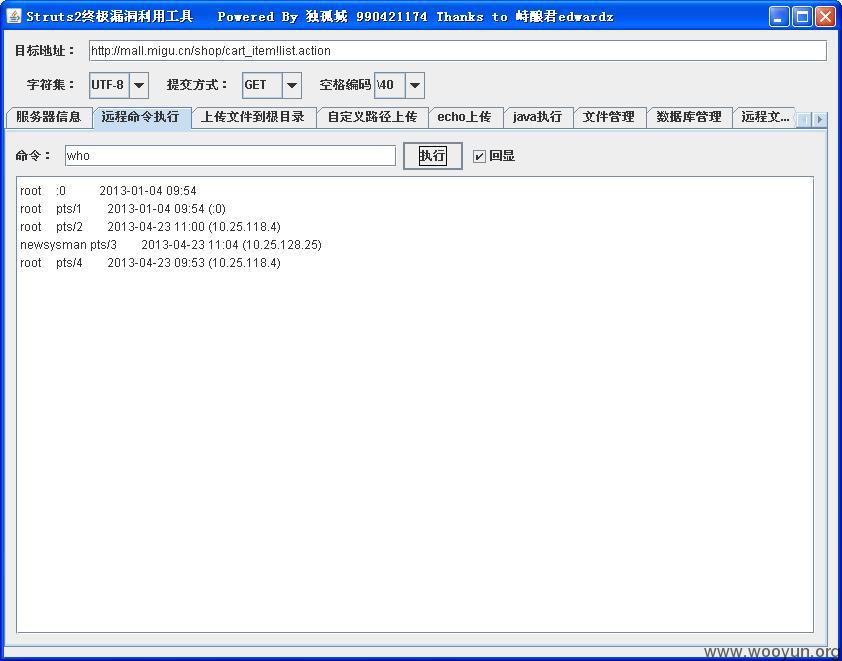 Struts2终极漏洞利用工具 Powered By 独孤城 990421174 Thanks to 峙酿君edwardz
目标地址： http://mall.migu.cn/shop/cart_item!list.action
字符集： UTF-8 提交方式： GET 空格编码 \40
服务器信息 远程命令执行 上传文件到根目录 自定义路径上传 echo上传 java执行 文件管理 数据库管理 远程文...
命令： who 执行 回显
root :0 2013-01-04 09:54
root pts/1 2013-01-04 09:54 (:0)
root pts/2 2013-04-23 11:00 (10.25.118.4)
newsysman pts/3 2013-04-23 11:04 (10.25.128.25)
root pts/4 2013-04-23 09:53 (10.25.118.4)
www.wooyun.org